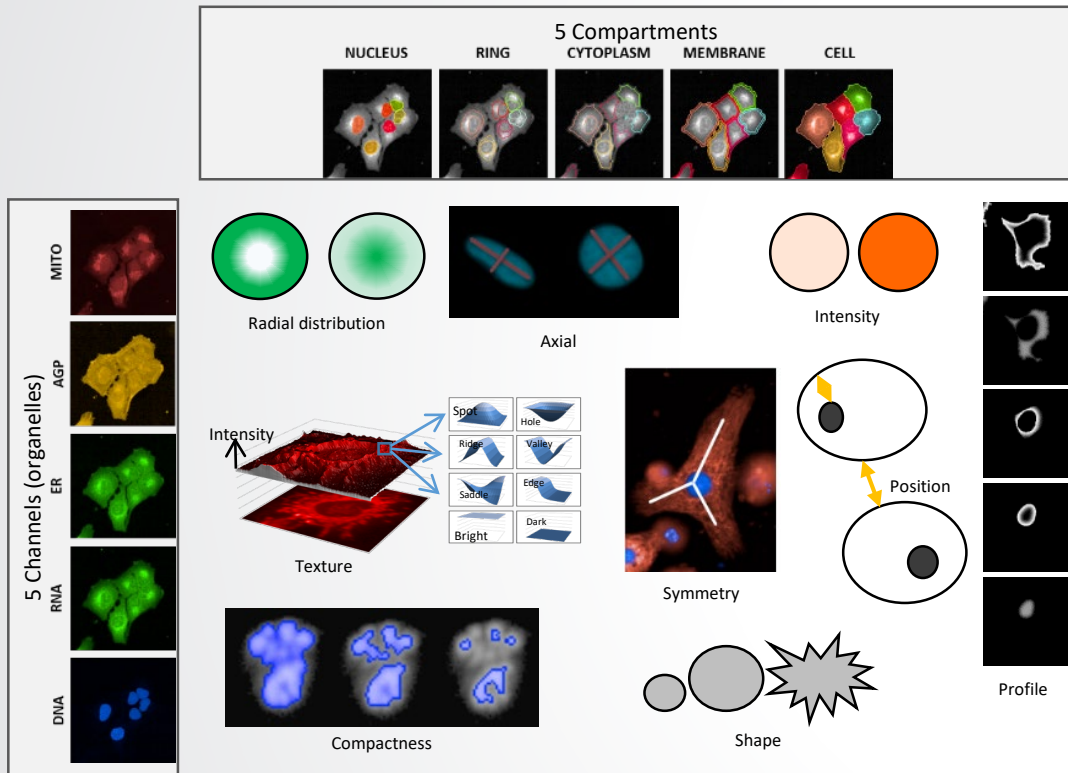 5 Compartments
NUCLEUS
RING
CYTOPLASM
MEMBRANE
CELL
5 Channels (organelles)
MITO
AGP
ER
RNA
DNA
Radial distribution
Axial
Intensity
Intensity
Spot
Hole
Ridge
Valley
Saddle
Edge
Bright
Dark
Texture
Symmetry
Position
Profile
Compactness
Shape